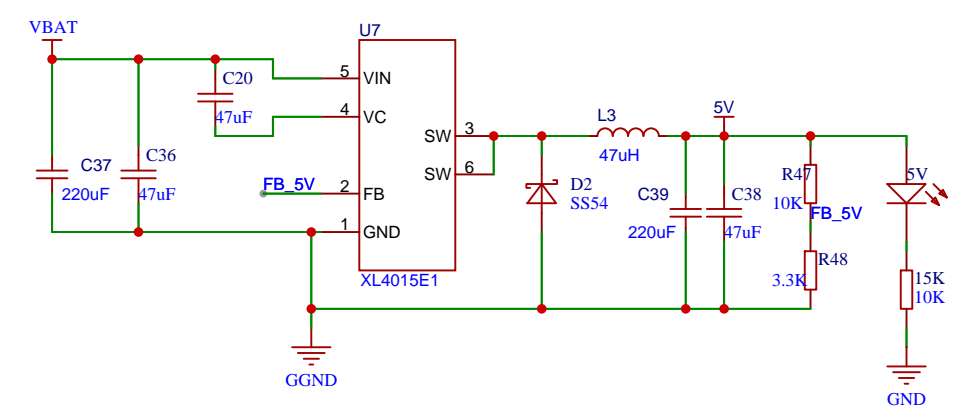 VBAT
U7
C20
47uF
5
VIN
4
VC
C37
220uF
C36
47uF
FB_5V
2
FB
1
GND
SW
3
SW
6
XL4015E1
L3
47uH
5V
D2
SS54
C39
220uF
C38
47uF
R47
10K
FB_5V
R48
3.3K
5V
15K
10K
GGND
GND